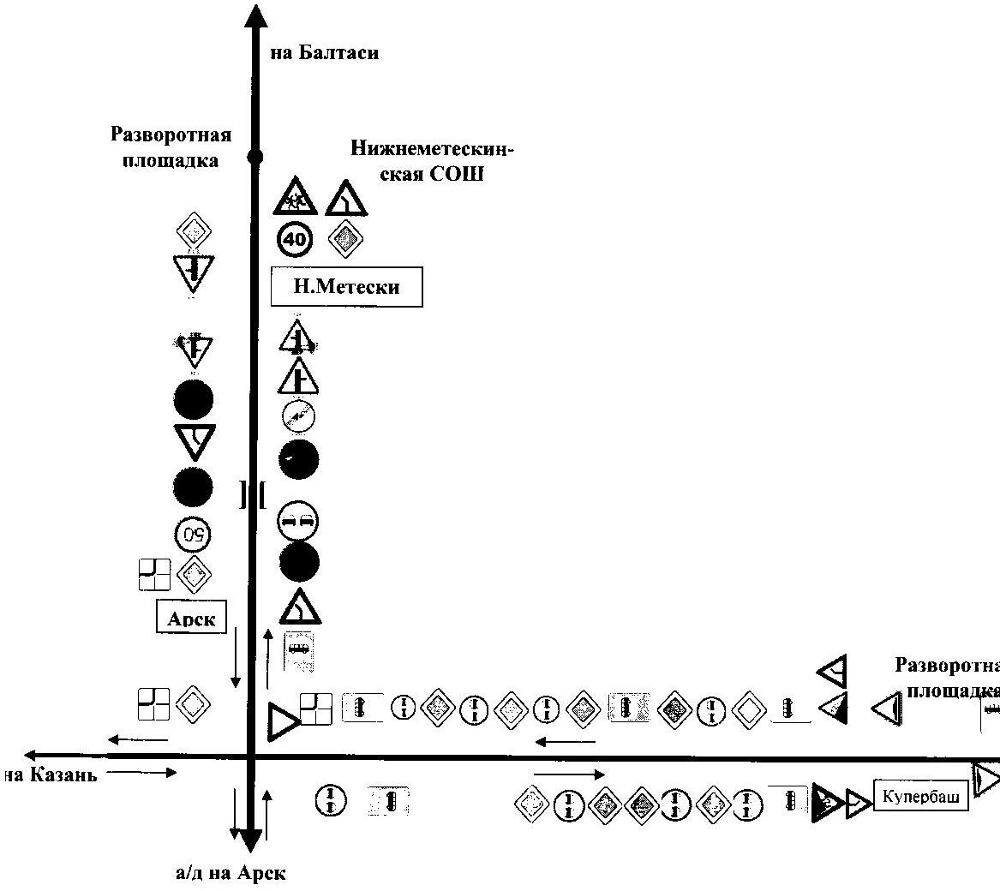 на Балтаси
Разворотная
площадка
Нижнеметескин-
ская СОШ
40
Н.Метески
50
Арск
Разворотна
площадка
на Казань
Купербаш
а/д на Арск